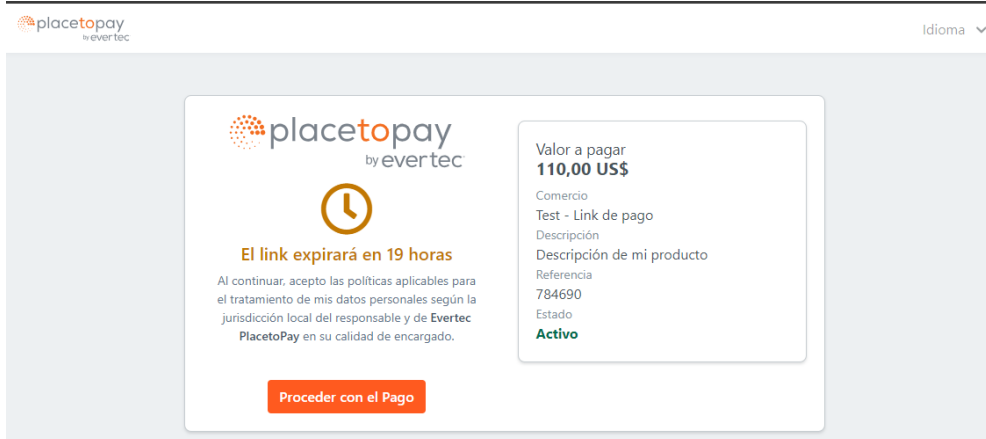 placetopay
by evertec
Idioma
placetopay
by evertec
El link expirará en 19 horas
Al continuar, acepto las políticas aplicables para
el tratamiento de mis datos personales según la
jurisdicción local del responsable y de Evertec
PlacetoPay en su calidad de encargado.
Proceder con el Pago
Valor a pagar
110,00 US$
Comercio
Test - Link de pago
Descripción
Descripción de mi producto
Referencia
784690
Estado
Activo